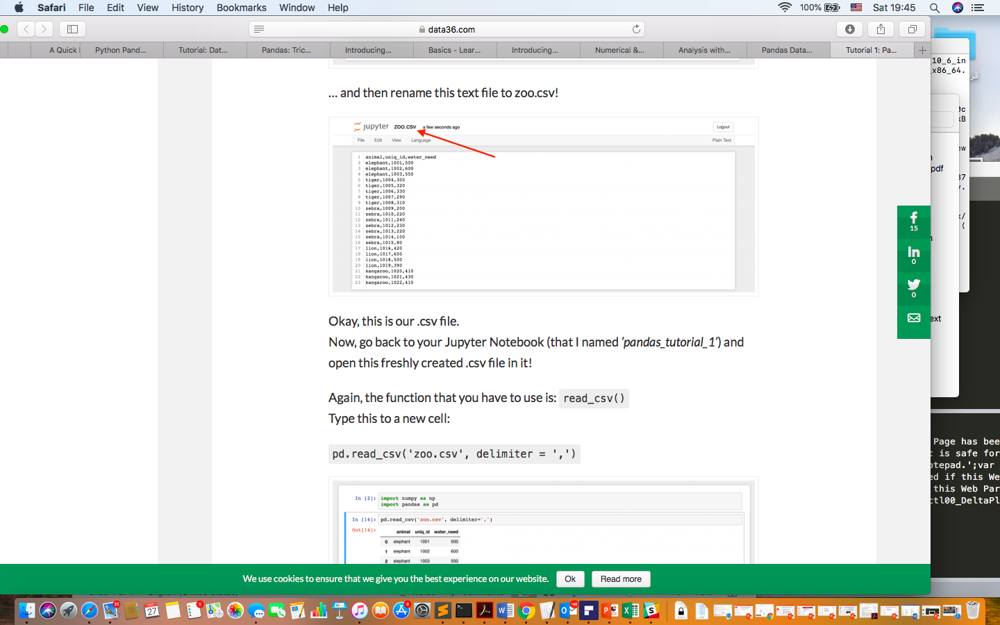 Safari File Edit View History Bookmarks Window Help
100% Sat 19:45
data36.com
A Quick Python Pand... Tutorial: Dat... Pandas: Tric... Introducing... Basics - Lear... Introducing... Numerical &... Analysis with... Pandas Data... Tutorial 1: Pa...
... and then rename this text file to zoo.csv!
jupyter zoo.csv a few seconds ago Logout
File Edit View Language Plain Text
1 animal,uniq_id,water_need
2 elephant,1001,500
3 elephant,1002,600
4 elephant,1003,550
5 tiger,1004,300
6 tiger,1005,320
7 tiger,1006,330
8 tiger,1007,290
9 tiger,1008,310
10 zebra,1009,200
11 zebra,1010,220
12 zebra,1011,240
13 zebra,1012,230
14 zebra,1013,220
15 zebra,1014,100
16 zebra,1015,80
17 lion,1016,420
18 lion,1017,600
19 lion,1018,500
20 lion,1019,390
21 kangaroo,1020,410
22 kangaroo,1021,430
23 kangaroo,1022,410
Okay, this is our .csv file.
Now, go back to your Jupyter Notebook (that I named ‘pandas_tutorial_1’) and
open this freshly created .csv file in it!
Again, the function that you have to use is: read_csv()
Type this to a new cell:
pd.read_csv('zoo.csv', delimiter = ',')
In [2]: import numpy as np
import pandas as pd
In [14]: pd.read_csv('zoo.csv', delimiter=',')
Out[14]: animal uniq_id water_need
0 elephant 1001 500
1 elephant 1002 600
2 elephant 1003 550
15
in
0
0
We use cookies to ensure that we give you the best experience on our website. Ok Read more
10_6_in
x86_64.
pdf
ext
Page has bee
t is safe for
otepad.';var
ed if this We
this Web Par
ctl00_DeltaPl
OCT
27